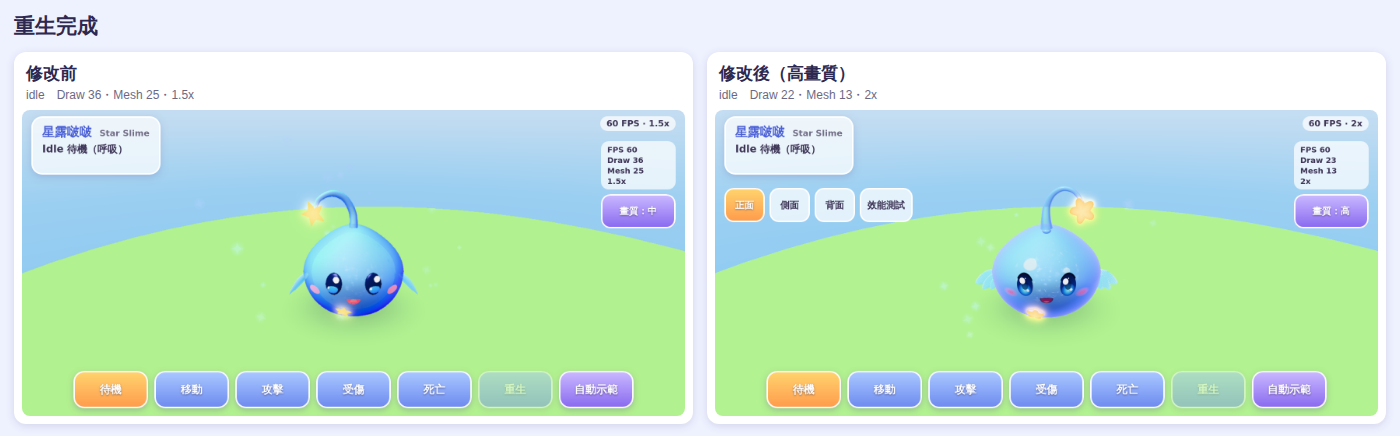 重生完成
修改前
idle Draw 36・Mesh 25・1.5x
星露啵啵 Star Slime
Idle 待機（呼吸）
60 FPS · 1.5x
FPS 60
Draw 36
Mesh 25
1.5x
畫質：中
待機 移動 攻擊 受傷 死亡 重生 自動示範
修改後（高畫質）
idle Draw 22・Mesh 13・2x
星露啵啵 Star Slime
Idle 待機（呼吸）
60 FPS · 2x
FPS 60
Draw 23
Mesh 13
2x
正面 側面 背面 效能測試
畫質：高
待機 移動 攻擊 受傷 死亡 重生 自動示範